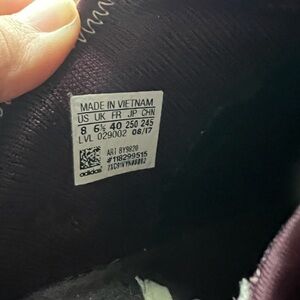 MADE IN VIETNAM
US UK FR JP CHN
8 6½ 40 250 245
LVL 029002 08/17
ART BY9820
#118299515
adidas